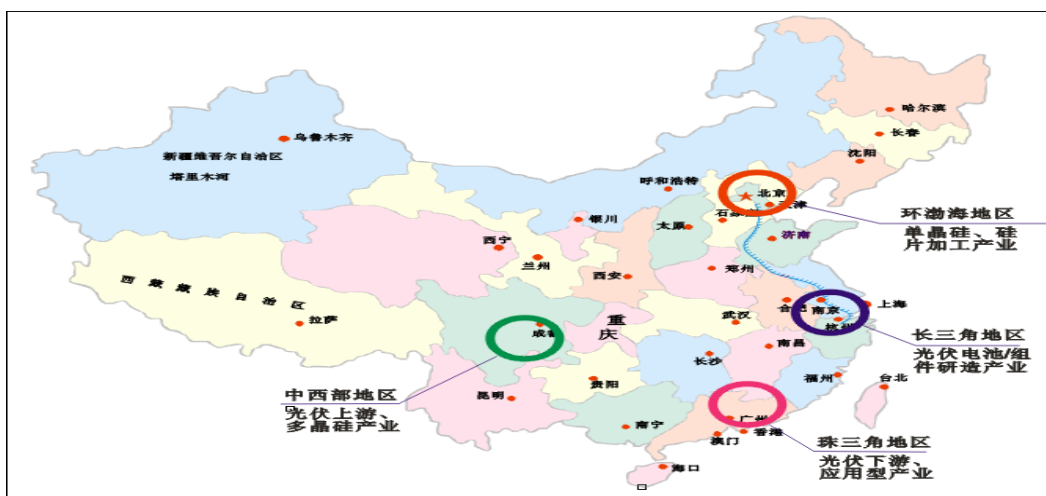 哈尔滨
长春
乌鲁木齐
沈阳
新疆维吾尔自治区
塔里木河
呼和浩特
北京
天津
银川
石家庄
环渤海地区
单晶硅、硅
片加工产业
太原
济南
西宁
兰州
西安
郑州
西藏藏族自治区
拉萨
合肥
南京
上海
武汉
杭州
成都
重庆
南昌
长三角地区
光伏电池/组
件研造产业
长沙
福州
台北
中西部地区
光伏上游、
多晶硅产业
贵阳
昆明
广州
香港
澳门
南宁
珠三角地区
光伏下游、
应用型产业
海口